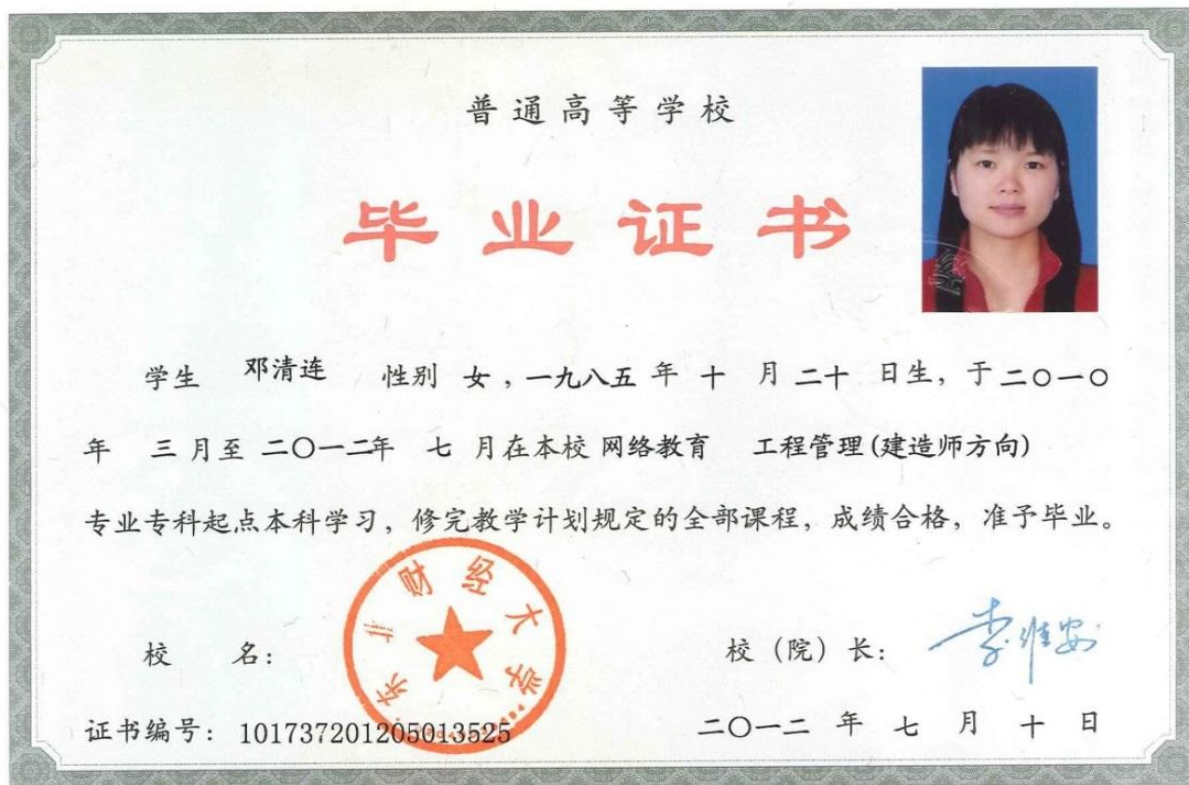 普通高等学校
毕业证书
学生 邓清连 性别 女，一九八五 年 十 月 二十 日生，于二〇一〇
年 三 月至 二〇一二年 七 月在本校 网络教育 工程管理(建造师方向)
专业专科起点本科学习，修完教学计划规定的全部课程，成绩合格，准予毕业。
东北财经大学
校 名：
校（院）长： 李维安
证书编号：101737201205013525
二〇一二 年 七 月 十 日